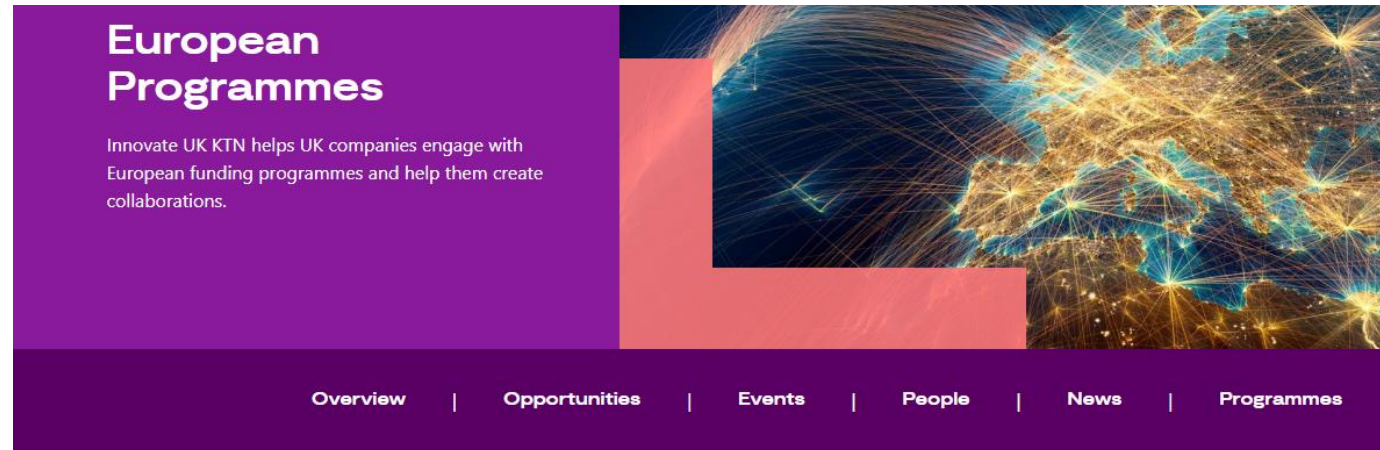 European
Programmes
Innovate UK KTN helps UK companies engage with
European funding programmes and help them create
collaborations.
Overview | Opportunities | Events | People | News | Programmes